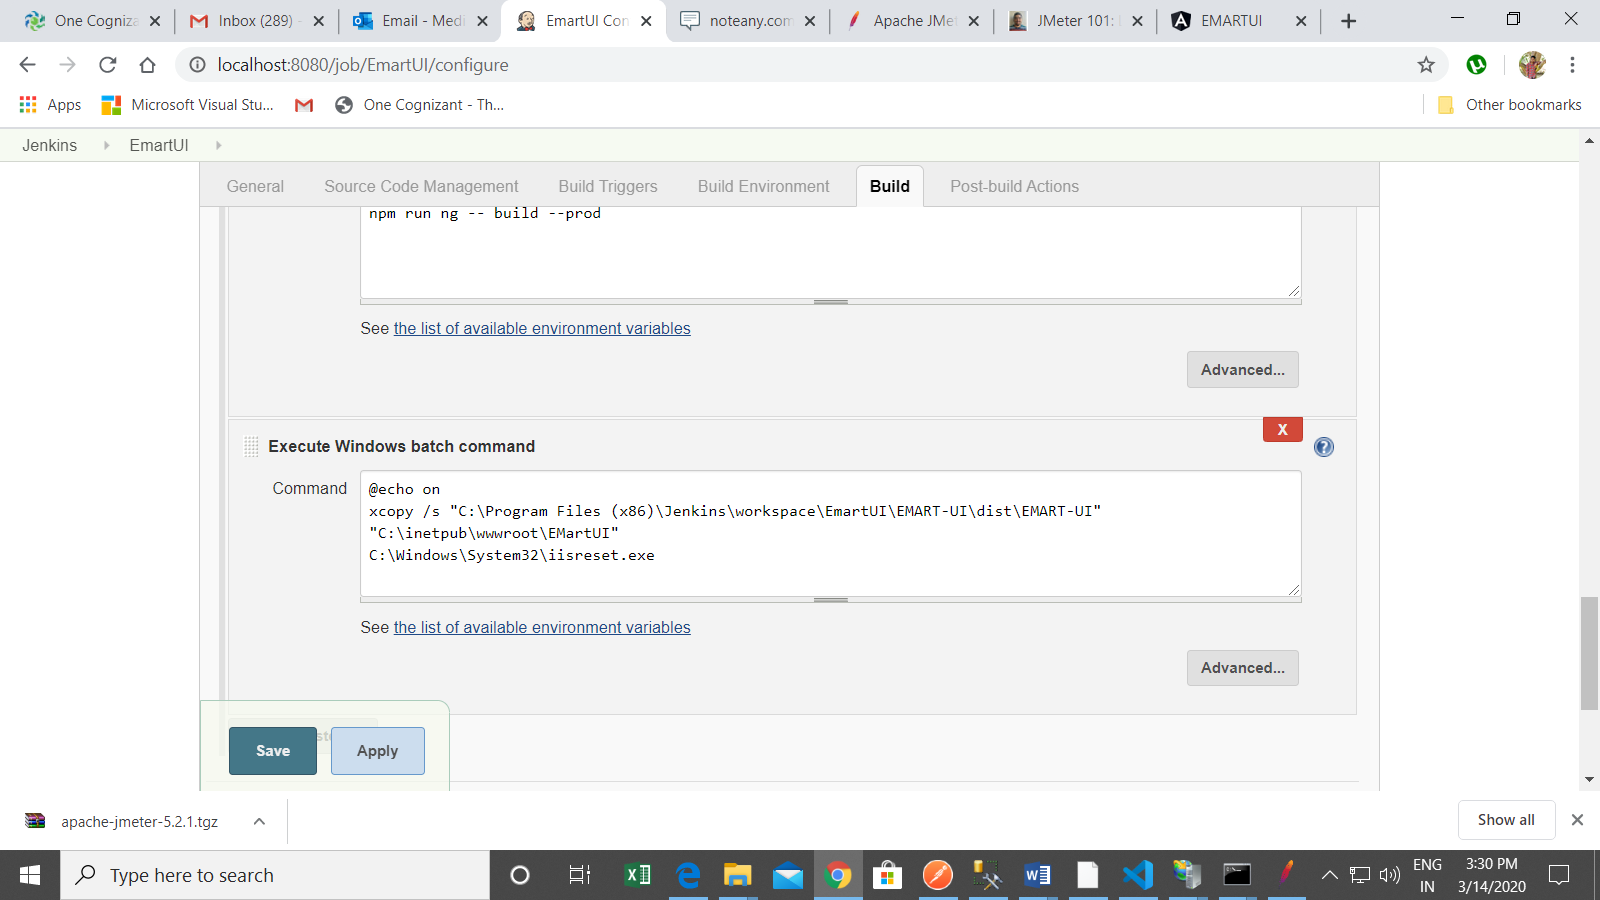 One Cogniza
Inbox (289) -
Email - Medi
EmartUI Con
noteany.com
Apache JMet
JMeter 101:
EMARTUI
localhost:8080/job/EmartUI/configure
Apps
Microsoft Visual Stu...
One Cognizant - Th...
Other bookmarks
Jenkins
EmartUI
General
Source Code Management
Build Triggers
Build Environment
Build
Post-build Actions
npm run ng -- build --prod
See the list of available environment variables
Advanced...
X
Execute Windows batch command
?
Command
@echo on
xcopy /s "C:\Program Files (x86)\Jenkins\workspace\EmartUI\EMART-UI\dist\EMART-UI"
"C:\inetpub\wwwroot\EMartUI"
C:\Windows\System32\iisreset.exe
See the list of available environment variables
Advanced...
Save
Apply
apache-jmeter-5.2.1.tgz
Show all
Type here to search
ENG
IN
3:30 PM
3/14/2020